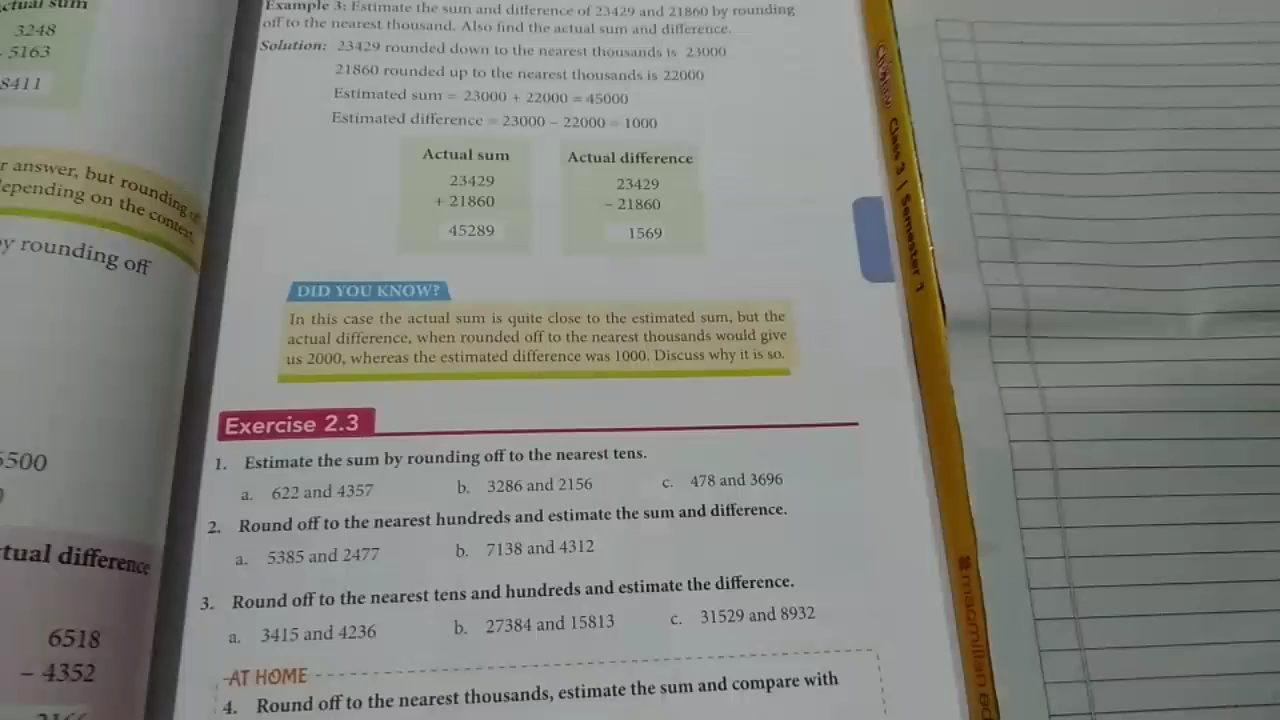 ctual sum
3248
5163
8411
r answer, but rounding
epending on the context
y rounding off
500
tual difference
6518
- 4352
Example 3: Estimate the sum and difference of 23429 and 21860 by rounding
off to the nearest thousand. Also find the actual sum and difference.
Solution: 23429 rounded down to the nearest thousands is 23000
21860 rounded up to the nearest thousands is 22000
Estimated sum = 23000 + 22000 = 45000
Estimated difference = 23000 - 22000 = 1000
Actual sum
23429
+ 21860
45289
Actual difference
23429
- 21860
1569
DID YOU KNOW?
In this case the actual sum is quite close to the estimated sum, but the
actual difference, when rounded off to the nearest thousands would give
us 2000, whereas the estimated difference was 1000. Discuss why it is so.
Exercise 2.3
1. Estimate the sum by rounding off to the nearest tens.
a. 622 and 4357 b. 3286 and 2156 c. 478 and 3696
2. Round off to the nearest hundreds and estimate the sum and difference.
a. 5385 and 2477 b. 7138 and 4312
3. Round off to the nearest tens and hundreds and estimate the difference.
a. 3415 and 4236 b. 27384 and 15813 c. 31529 and 8932
AT HOME
4. Round off to the nearest thousands, estimate the sum and compare with
Class 3 | Semester 1
macmillan